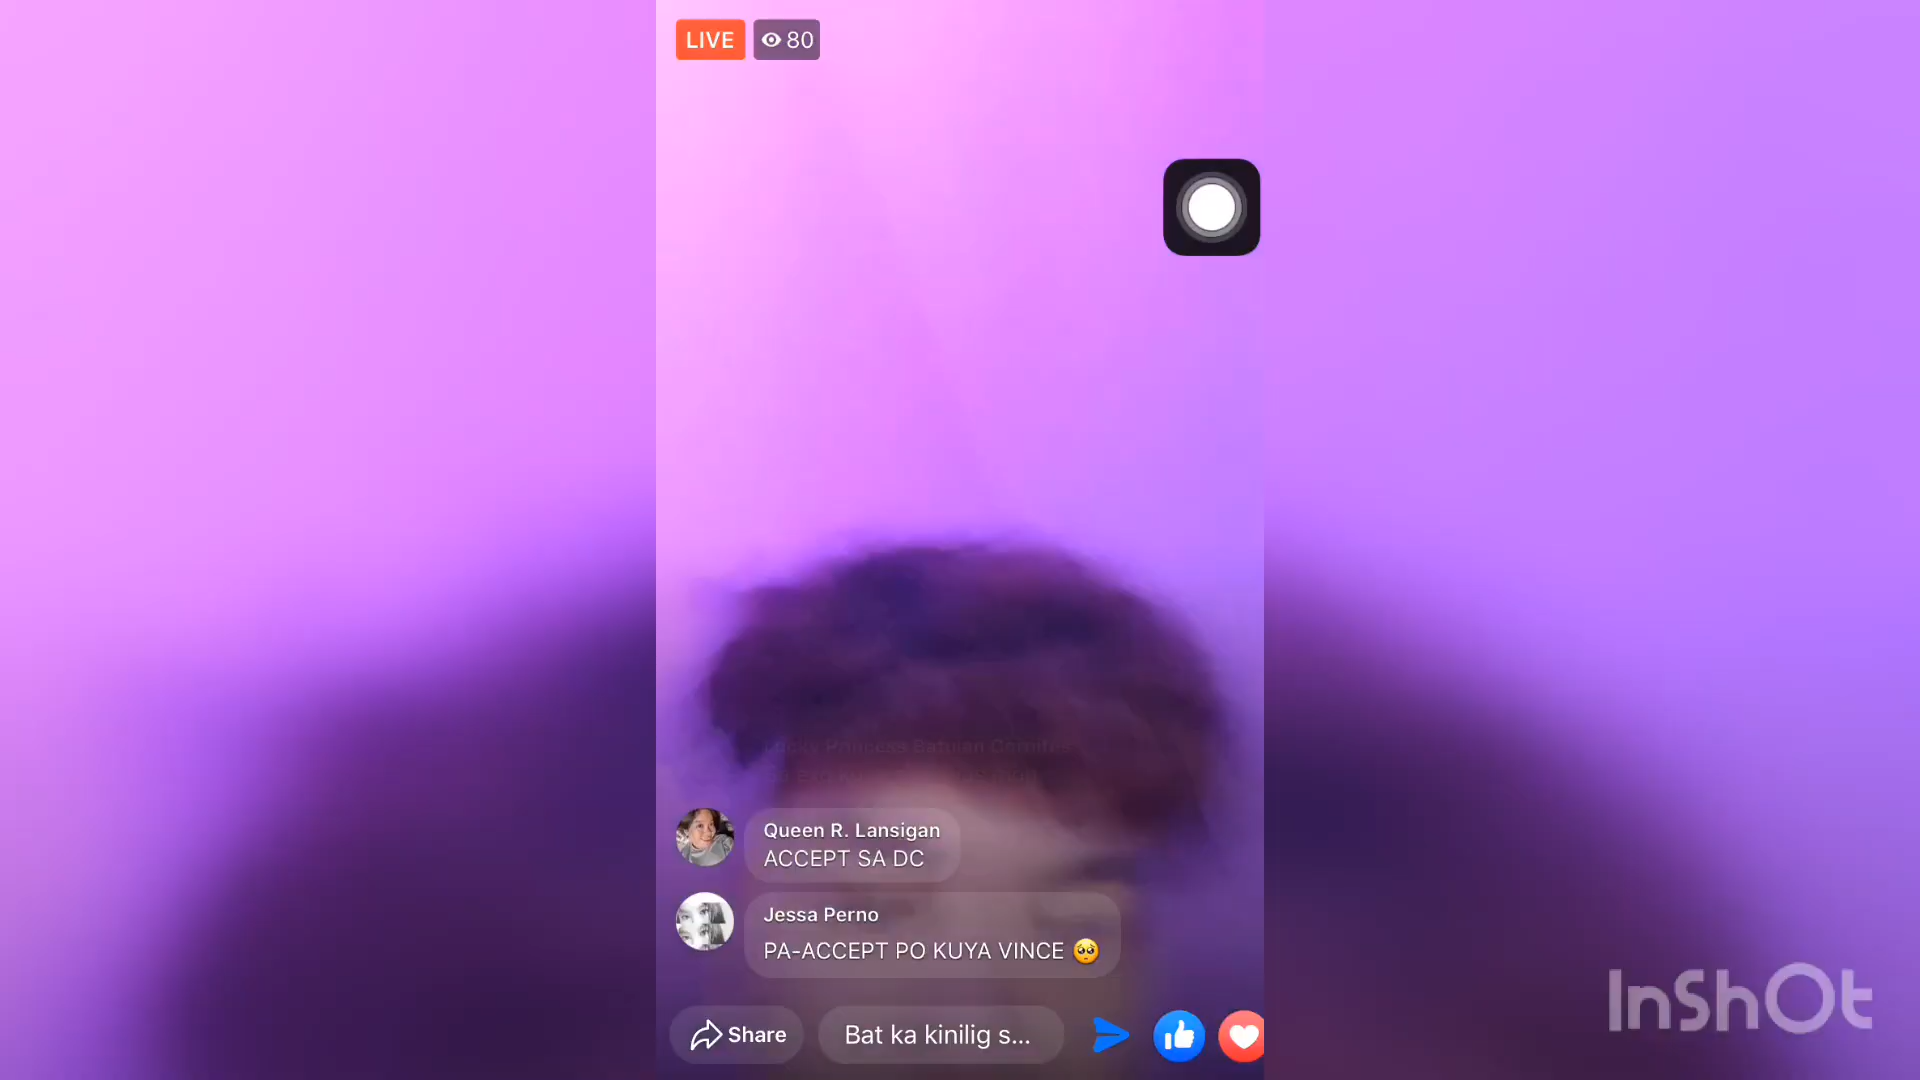 LIVE
80
Queen R. Lansigan
ACCEPT SA DC
Jessa Perno
PA-ACCEPT PO KUYA VINCE 🥺
Share
Bat ka kinilig s...
InShOt